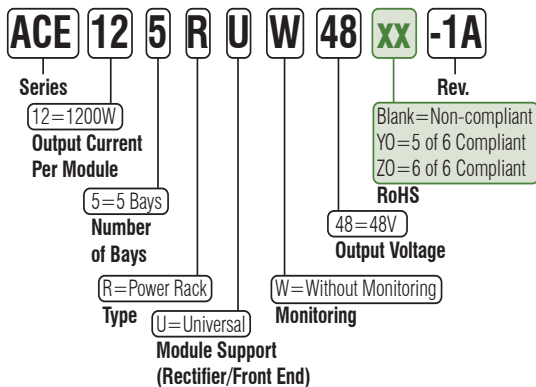 ACE 12 5 R U W 48 xx -1A
Series
Rev.
12=1200W
Output Current
Per Module
Blank=Non-compliant
YO=5 of 6 Compliant
ZO=6 of 6 Compliant
RoHS
5=5 Bays
Number
of Bays
48=48V
Output Voltage
R=Power Rack
Type
W=Without Monitoring
Monitoring
U=Universal
Module Support
(Rectifier/Front End)